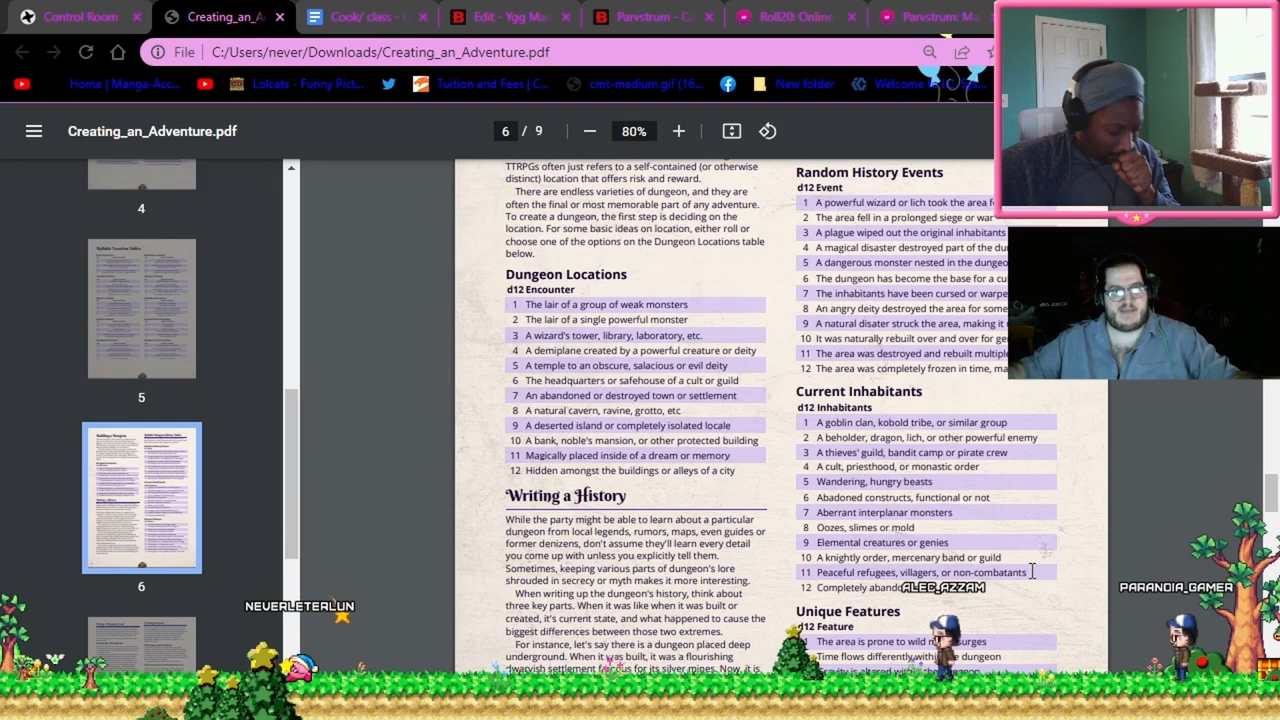 Control Room
Creating_an_A
Cook/ class -
Edit - Ygg Ma
Parvstrum - C
Roll20: Online
Parvstrum: Ma
File
C:/Users/never/Downloads/Creating_an_Adventure.pdf
Home | Manga-Acc...
Lolcats - Funny Pict...
Tuition and Fees | C...
cmt-medium.gif (16...
New folder
Creating_an_Adventure.pdf
6 / 9
80%
4
5
6
TTRPGs often just refers to a self-contained (or otherwise
distinct) location that offers risk and reward.
There are endless varieties of dungeon, and they are
often the final or most memorable part of any adventure.
To create a dungeon, the first step is deciding on the
location. For some basic ideas on location, either roll or
choose one of the options on the Dungeon Locations table
below.
Dungeon Locations
d12 Encounter
1 The lair of a group of weak monsters
2 The lair of a single powerful monster
3 A wizard's tower, library, laboratory, etc.
4 A demiplane created by a powerful creature or deity
5 A temple to an obscure, salacious or evil deity
6 The headquarters or safehouse of a cult or guild
7 An abandoned or destroyed town or settlement
8 A natural cavern, ravine, grotto, etc
9 A deserted island or completely isolated locale
10 A bank, noble's mansion, or other protected building
11 Magically placed inside of a dream or memory
12 Hidden amongst the buildings or alleys of a city
Writing a History
While the party might be able to learn about a particular
dungeon from local legends, rumors, maps, even guides or
former denizens, don't assume they'll learn every detail
you come up with unless you explicitly tell them.
Sometimes, keeping various parts of dungeon's lore
shrouded in secrecy or myth makes it more interesting.
When writing up the dungeon's history, think about
three key parts. When it was like when it was built or
created, it's current state, and what happened to cause the
biggest differences between those two extremes.
For instance, let's say there is a dungeon placed deep
underground. When it was built, it was a flourishing
settlement for its silver mines. Now, it is
Random History Events
d12 Event
1 A powerful wizard or lich took the area
2 The area fell in a prolonged siege or war
3 A plague wiped out the original inhabitants
4 A magical disaster destroyed part of the du
5 A dangerous monster nested in the dungeo
6 The dungeon has become the base for a cu
7 The inhabitants have been cursed or warpe
8 An angry deity destroyed the area for some
9 A natural disater struck the area, making it
10 It was naturally rebuilt over and over for ge
11 The area was destroyed and rebuilt multiple
12 The area was completely frozen in time, ma
Current Inhabitants
d12 Inhabitants
1 A goblin clan, kobold tribe, or similar group
2 A beholder, dragon, lich, or other powerful enemy
3 A thieves' guild, bandit camp or pirate crew
4 A cult, priesthood, or monastic order
5 Wandering, hungry beasts
6 Abadoned constructs, functional or not
7 Aberrant interplanar monsters
8 Oozes, slimes or mold
9 Elemental creatures or genies
10 A knightly order, mercenary band or guild
11 Peaceful refugees, villagers, or non-combatants
12 Completely aband
Unique Features
d12 Feature
The area is prone to wild surges
Time flows differently within dungeon
NEVERLETERLUN
ALEC_AZZAM
PARANOIA_GAMER